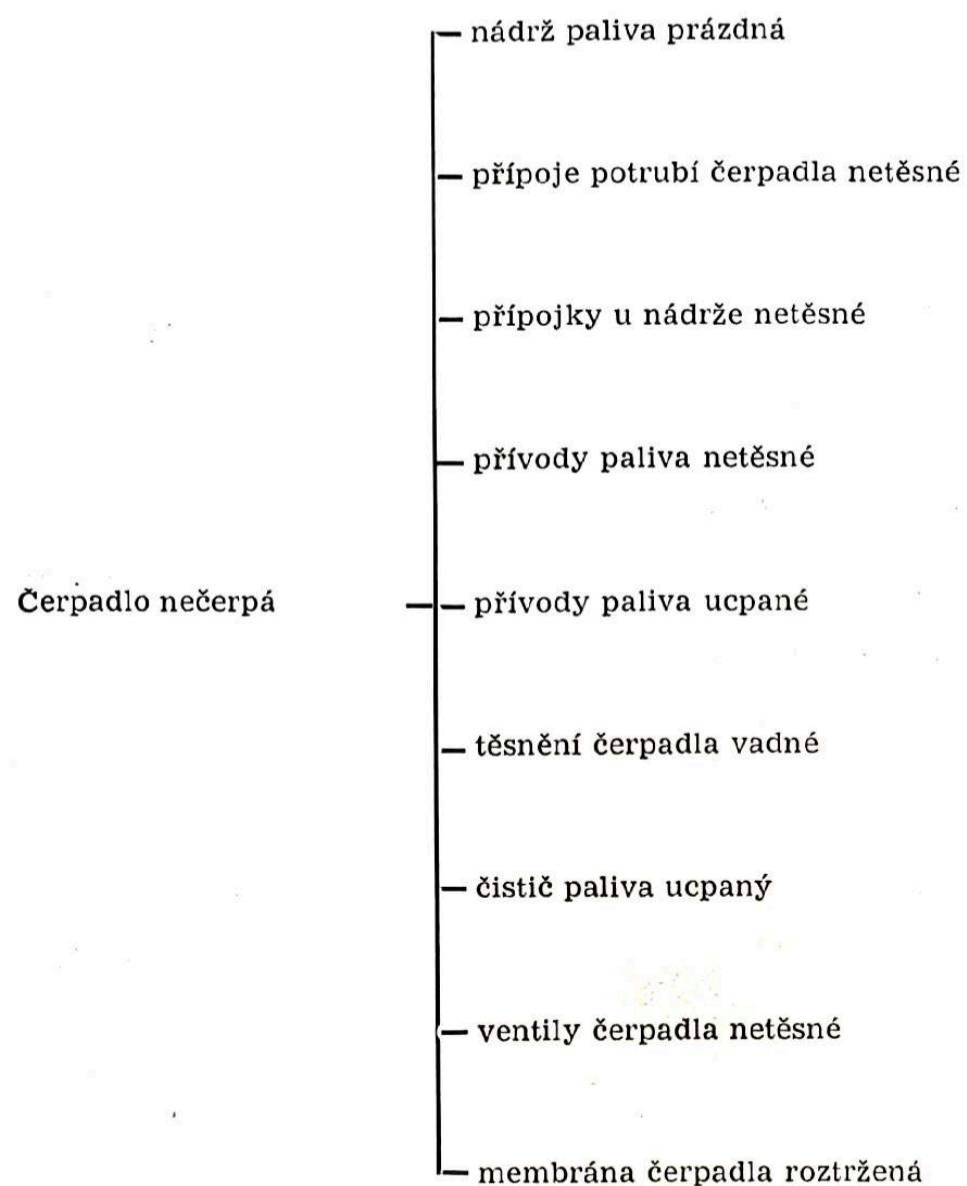 nádrž paliva prázdná
přípoje potrubí čerpadla netěsné
přípojky u nádrže netěsné
přívody paliva netěsné
Čerpadlo nečerpá
přívody paliva ucpané
těsnění čerpadla vadné
čistič paliva ucpaný
ventily čerpadla netěsné
membrána čerpadla roztržená